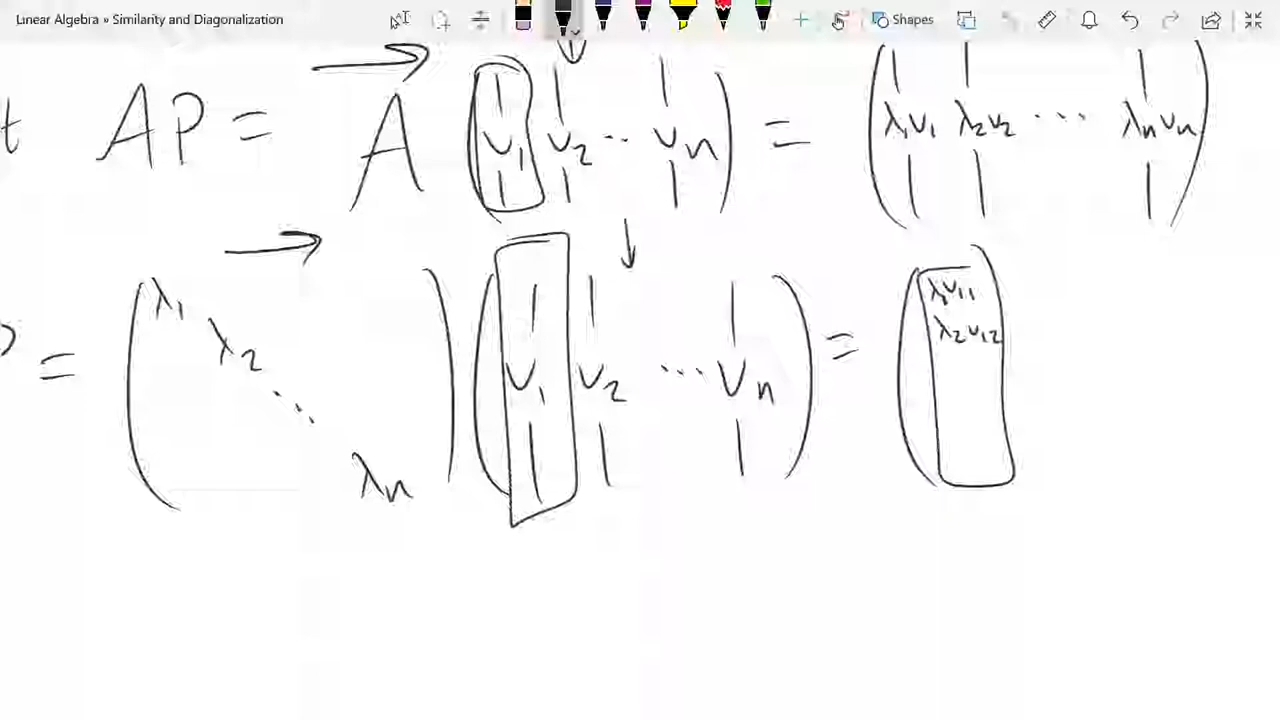 Linear Algebra » Similarity and Diagonalization
Shapes
t AP = A ( v₁ v₂ ·· vₙ ) = ( λ₁v₁ λ₂v₂ ··· λₙvₙ )
= ( λ₁ λ₂ ··. λₙ ) ( v₁ v₂ ··· vₙ ) = ( λ₁v₁₁
λ₂v₁₂